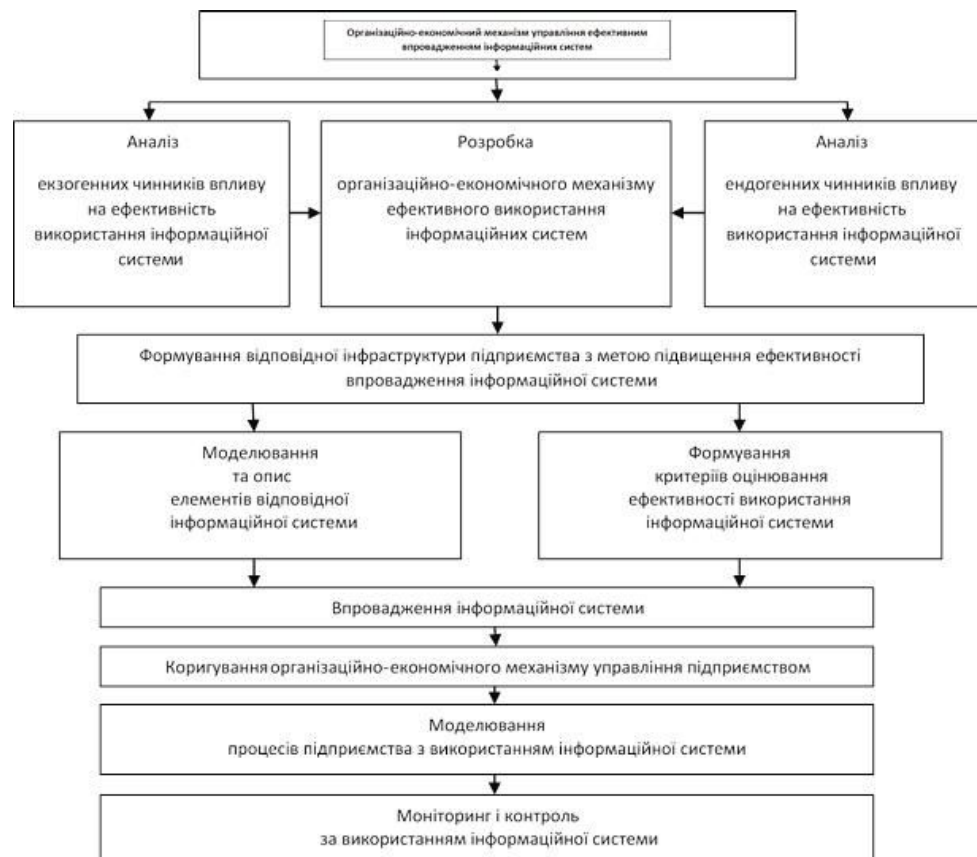 Організаційно-економічний механізм управління ефективним
впровадженням інформаційних систем
Аналіз
екзогенних чинників впливу
на ефективність
використання інформаційної
системи
Розробка
організаційно-економічного механізму
ефективного використання
інформаційних систем
Аналіз
ендогенних чинників впливу
на ефективність
використання інформаційної
системи
Формування відповідної інфраструктури підприємства з метою підвищення ефективності
впровадження інформаційної системи
Моделювання
та опис
елементів відповідної
інформаційної системи
Формування
критеріїв оцінювання
ефективності використання
інформаційної системи
Впровадження інформаційної системи
Коригування організаційно-економічного механізму управління підприємством
Моделювання
процесів підприємства з використанням інформаційної системи
Моніторинг і контроль
за використанням інформаційної системи